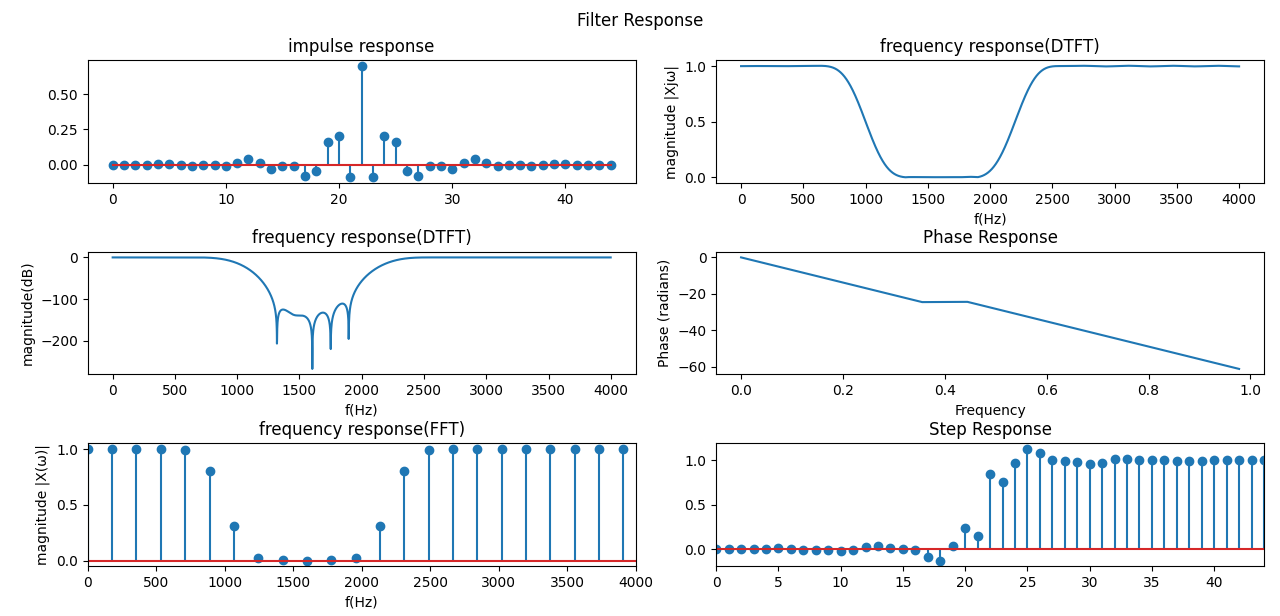 Filter Response
impulse response
0.50
0.25
0.00
0 10 20 30 40
frequency response(DTFT)
magnitude |Xjω|
1.0
0.5
0.0
0 500 1000 1500 2000 2500 3000 3500 4000
f(Hz)
frequency response(DTFT)
magnitude(dB)
0
−100
−200
0 500 1000 1500 2000 2500 3000 3500 4000
f(Hz)
Phase Response
Phase (radians)
0
−20
−40
−60
0.0 0.2 0.4 0.6 0.8 1.0
Frequency
frequency response(FFT)
magnitude |X(ω)|
1.0
0.5
0.0
0 500 1000 1500 2000 2500 3000 3500 4000
f(Hz)
Step Response
1.0
0.5
0.0
0 5 10 15 20 25 30 35 40